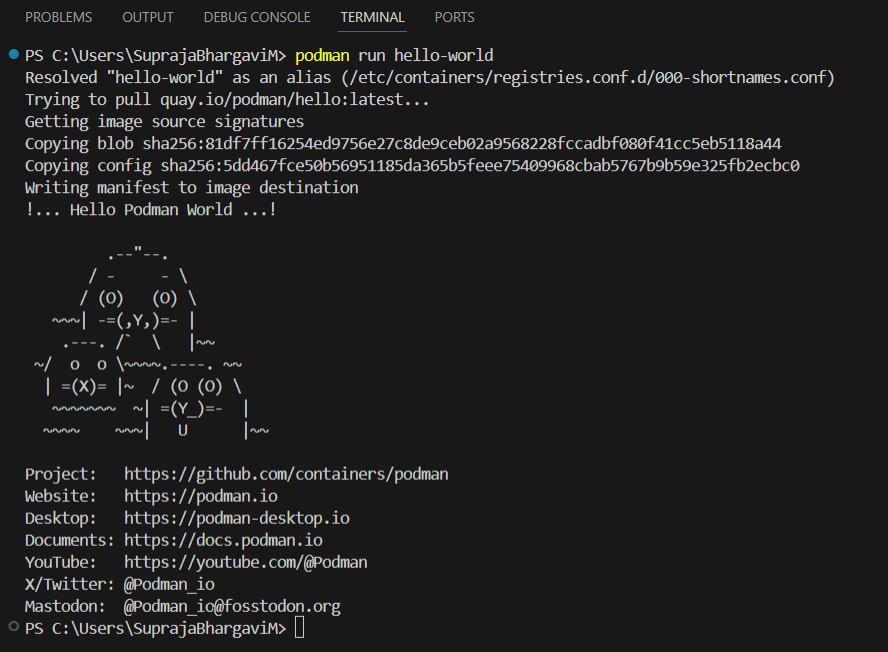 PROBLEMS OUTPUT DEBUG CONSOLE TERMINAL PORTS
PS C:\Users\SuprajaBhargaviM> podman run hello-world
Resolved "hello-world" as an alias (/etc/containers/registries.conf.d/000-shortnames.conf)
Trying to pull quay.io/podman/hello:latest...
Getting image source signatures
Copying blob sha256:81df7ff16254ed9756e27c8de9ceb02a9568228fccadbf080f41cc5eb5118a44
Copying config sha256:5dd467fce50b56951185da365b5feee75409968cbab5767b9b59e325fb2ecbc0
Writing manifest to image destination
!... Hello Podman World ...!

         .--"--.
       / -     - \
      / (O)   (O) \
   ~~~| -=(,Y,)=- |
    .---. /`  \   |~~
 ~/  o  o \~~~~.----. ~~
  | =(X)= |~  / (O (O) \
   ~~~~~~~  ~| =(Y_)=-  |
  ~~~~    ~~~|   U      |~~

Project:   https://github.com/containers/podman
Website:   https://podman.io
Desktop:   https://podman-desktop.io
Documents: https://docs.podman.io
YouTube:   https://youtube.com/@Podman
X/Twitter: @Podman_io
Mastodon:  @Podman_io@fosstodon.org
PS C:\Users\SuprajaBhargaviM>